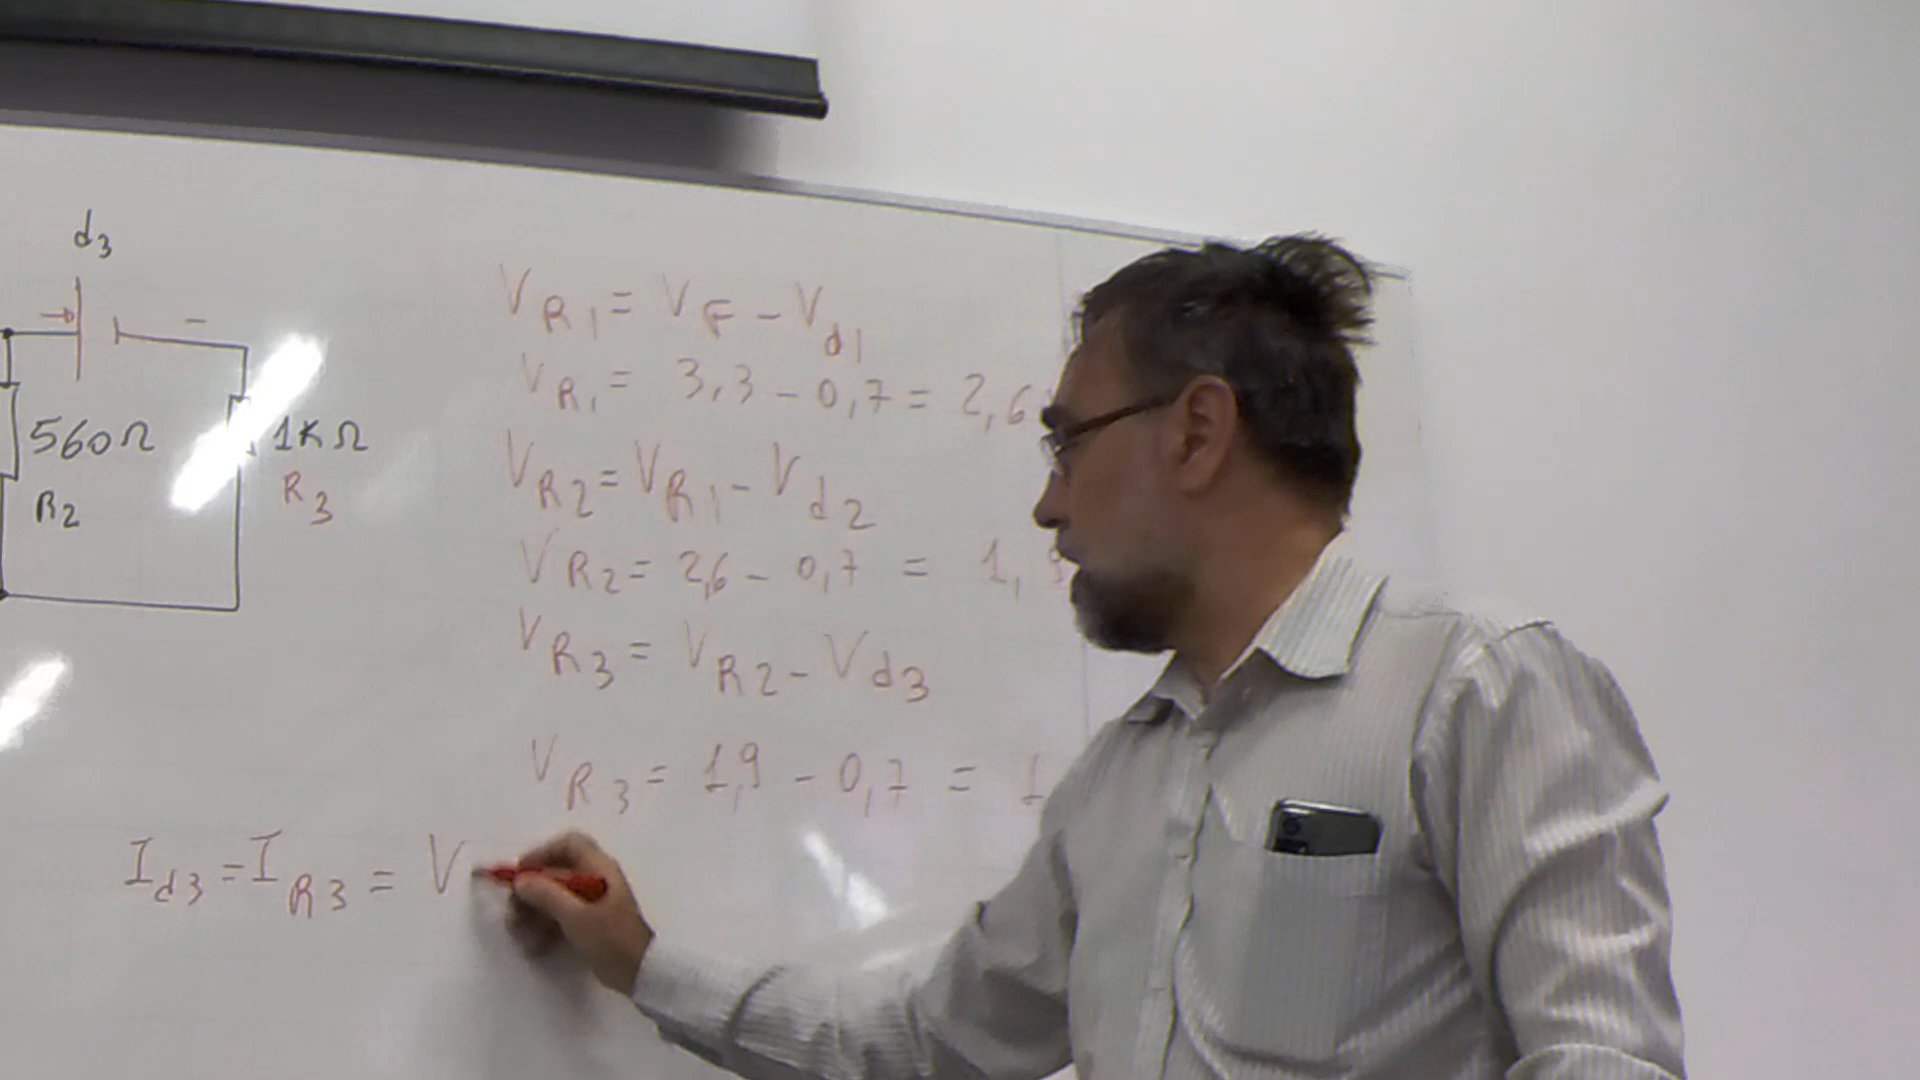 d3
560Ω
R2
1KΩ
R3
VR1 = VF - Vd1
VR1 = 3,3 - 0,7 = 2,6
VR2 = VR1 - Vd2
VR2 = 2,6 - 0,7 = 1,9
VR3 = VR2 - Vd3
VR3 = 1,9 - 0,7 = 1
Id3 = IR3 = V